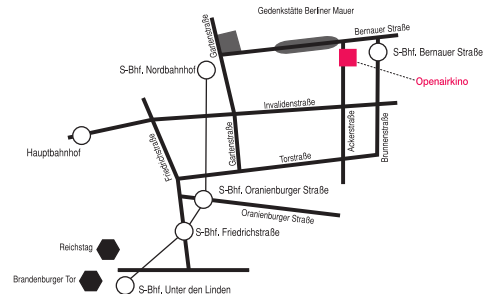 Gedenkstätte Berliner Mauer
Gartenstraße
Bernauer Straße
S-Bhf. Bernauer Straße
S-Bhf. Nordbahnhof
Openairkino
Invalidenstraße
Friedrichstraße
Gartenstraße
Ackerstraße
Brunnenstraße
Hauptbahnhof
Torstraße
S-Bhf. Oranienburger Straße
Oranienburger Straße
S-Bhf. Friedrichstraße
Reichstag
Brandenburger Tor
S-Bhf. Unter den Linden